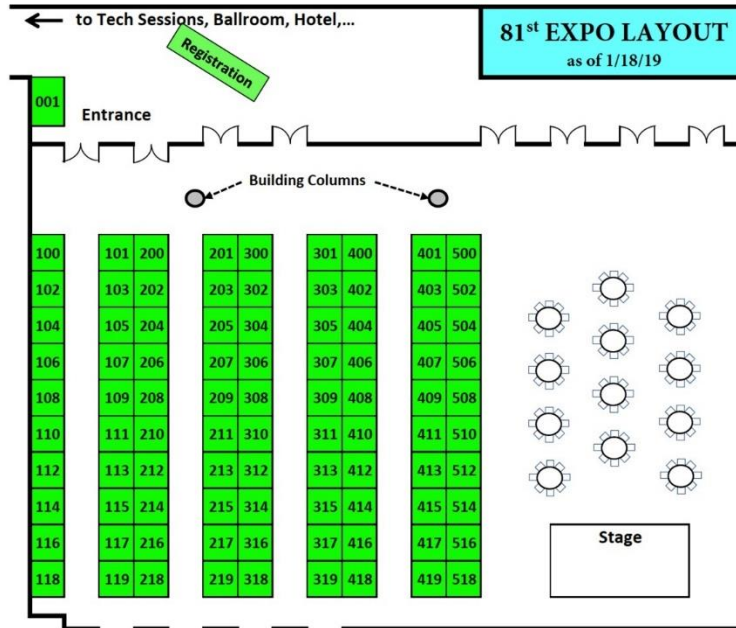 to Tech Sessions, Ballroom, Hotel,...
81st EXPO LAYOUT
as of 1/18/19
Registration
001
Entrance
Building Columns
100 101 200 201 300 301 400 401 500
102 103 202 203 302 303 402 403 502
104 105 204 205 304 305 404 405 504
106 107 206 207 306 307 406 407 506
108 109 208 209 308 309 408 409 508
110 111 210 211 310 311 410 411 510
112 113 212 213 312 313 412 413 512
114 115 214 215 314 315 414 415 514
116 117 216 217 316 317 416 417 516
Stage
118 119 218 219 318 319 418 419 518